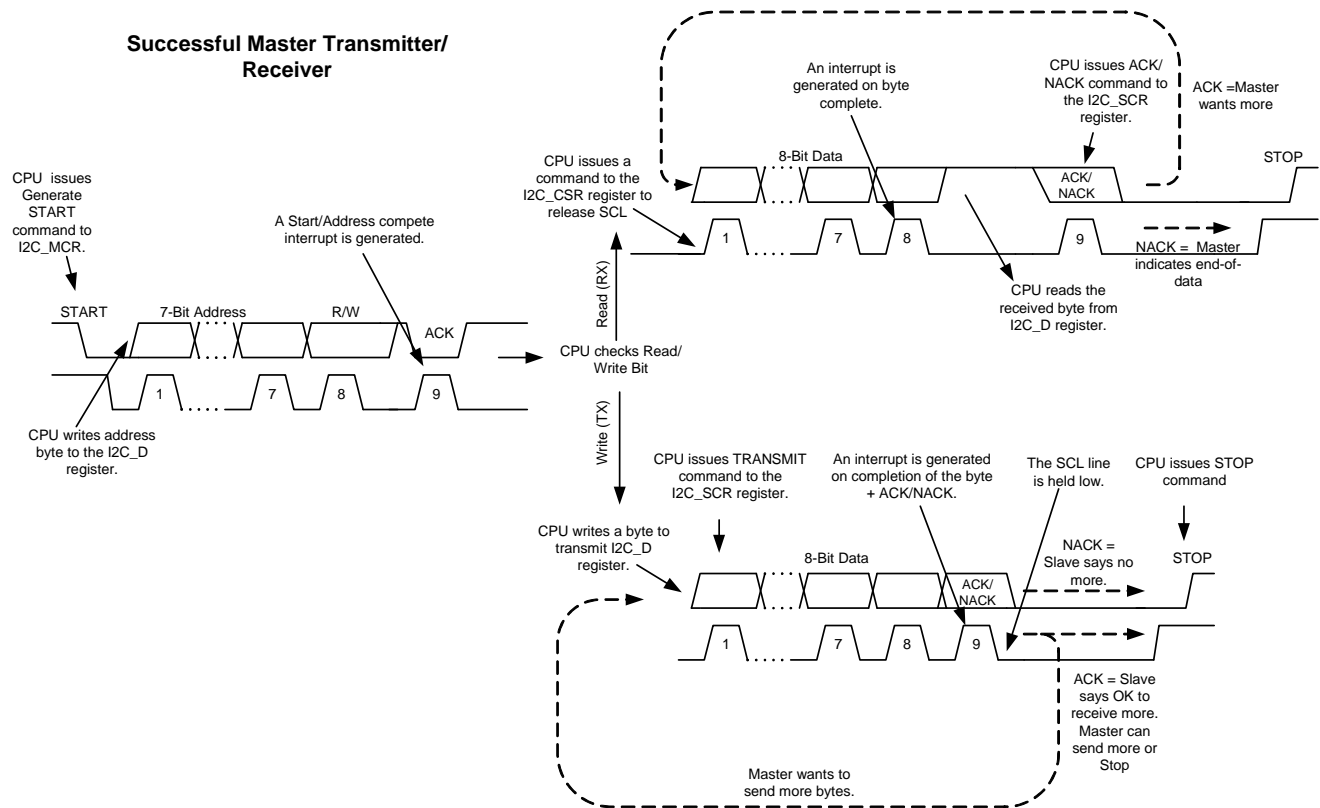 Successful Master Transmitter/
Receiver
CPU issues
Generate
START
command to
I2C_MCR.
START
7-Bit Address
R/W
ACK
A Start/Address compete
interrupt is generated.
1
7
8
9
CPU writes address
byte to the I2C_D
register.
CPU checks Read/
Write Bit
Read (RX)
Write (TX)
CPU issues a
command to the
I2C_CSR register to
release SCL
An interrupt is
generated on byte
complete.
CPU issues ACK/
NACK command to
the I2C_SCR
register.
ACK =Master
wants more
8-Bit Data
ACK/
NACK
STOP
1
7
8
9
NACK = Master
indicates end-of-
data
CPU reads the
received byte from
I2C_D register.
CPU issues TRANSMIT
command to the
I2C_SCR register.
An interrupt is generated
on completion of the byte
+ ACK/NACK.
The SCL line
is held low.
CPU issues STOP
command
CPU writes a byte to
transmit I2C_D
register.
8-Bit Data
ACK/
NACK
NACK =
Slave says no
more.
STOP
1
7
8
9
ACK = Slave
says OK to
receive more.
Master can
send more or
Stop
Master wants to
send more bytes.